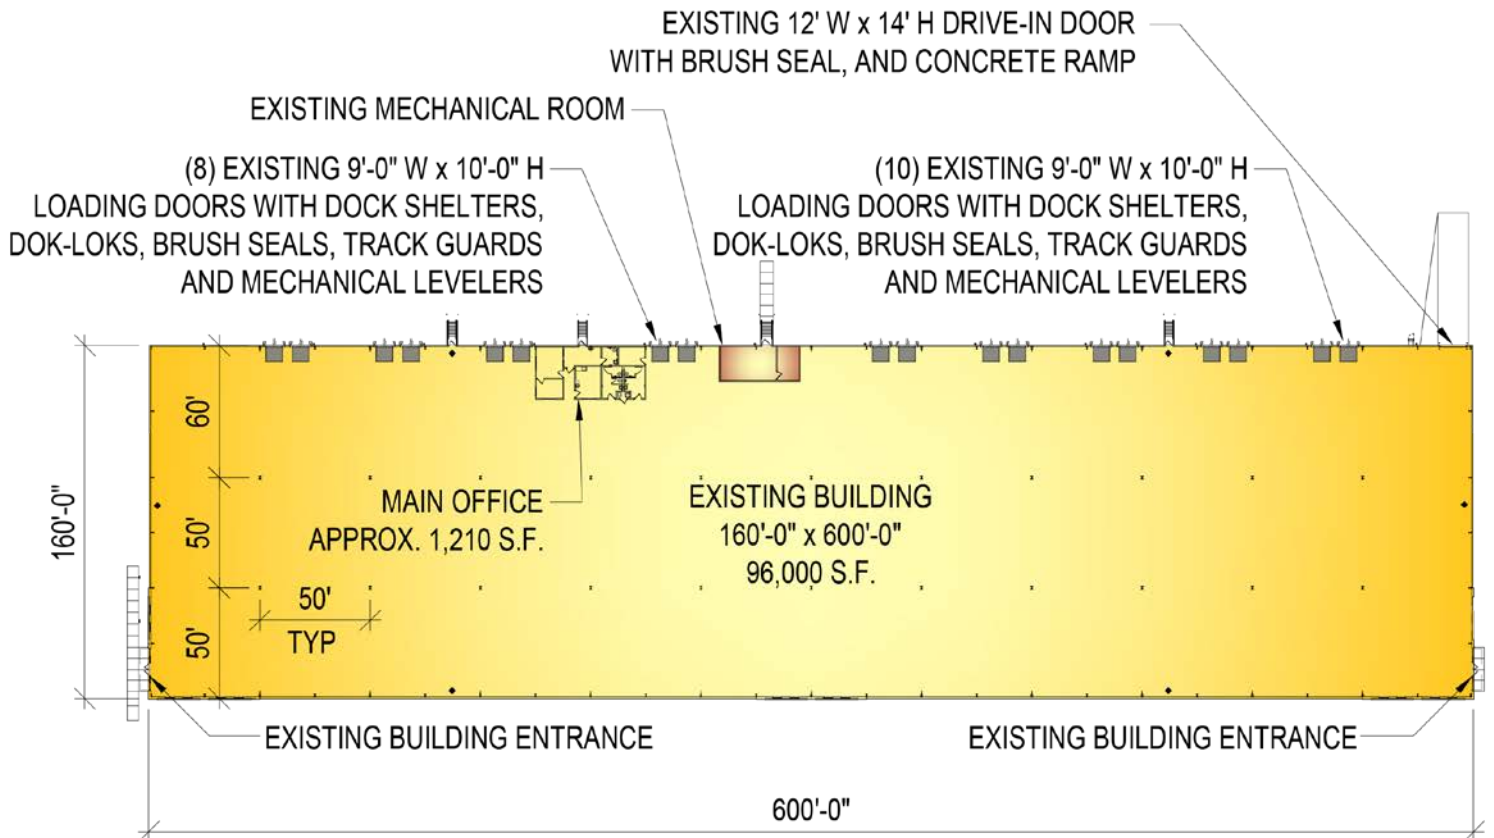 EXISTING 12' W x 14' H DRIVE-IN DOOR
WITH BRUSH SEAL, AND CONCRETE RAMP
EXISTING MECHANICAL ROOM
(8) EXISTING 9'-0" W x 10'-0" H
LOADING DOORS WITH DOCK SHELTERS,
DOK-LOKS, BRUSH SEALS, TRACK GUARDS
AND MECHANICAL LEVELERS
(10) EXISTING 9'-0" W x 10'-0" H
LOADING DOORS WITH DOCK SHELTERS,
DOK-LOKS, BRUSH SEALS, TRACK GUARDS
AND MECHANICAL LEVELERS
60'
160'-0"
50'
50'
MAIN OFFICE
APPROX. 1,210 S.F.
EXISTING BUILDING
160'-0" x 600'-0"
96,000 S.F.
50'
TYP
EXISTING BUILDING ENTRANCE
EXISTING BUILDING ENTRANCE
600'-0"